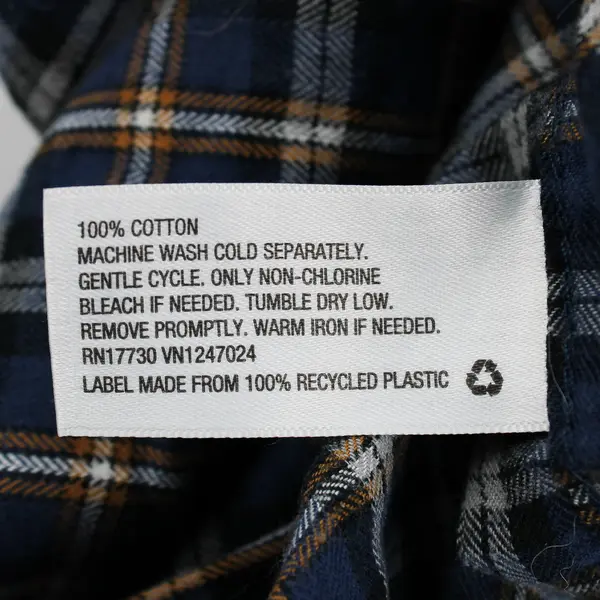 100% COTTON
MACHINE WASH COLD SEPARATELY.
GENTLE CYCLE. ONLY NON-CHLORINE
BLEACH IF NEEDED. TUMBLE DRY LOW.
REMOVE PROMPTLY. WARM IRON IF NEEDED.
RN17730 VN1247024
LABEL MADE FROM 100% RECYCLED PLASTIC